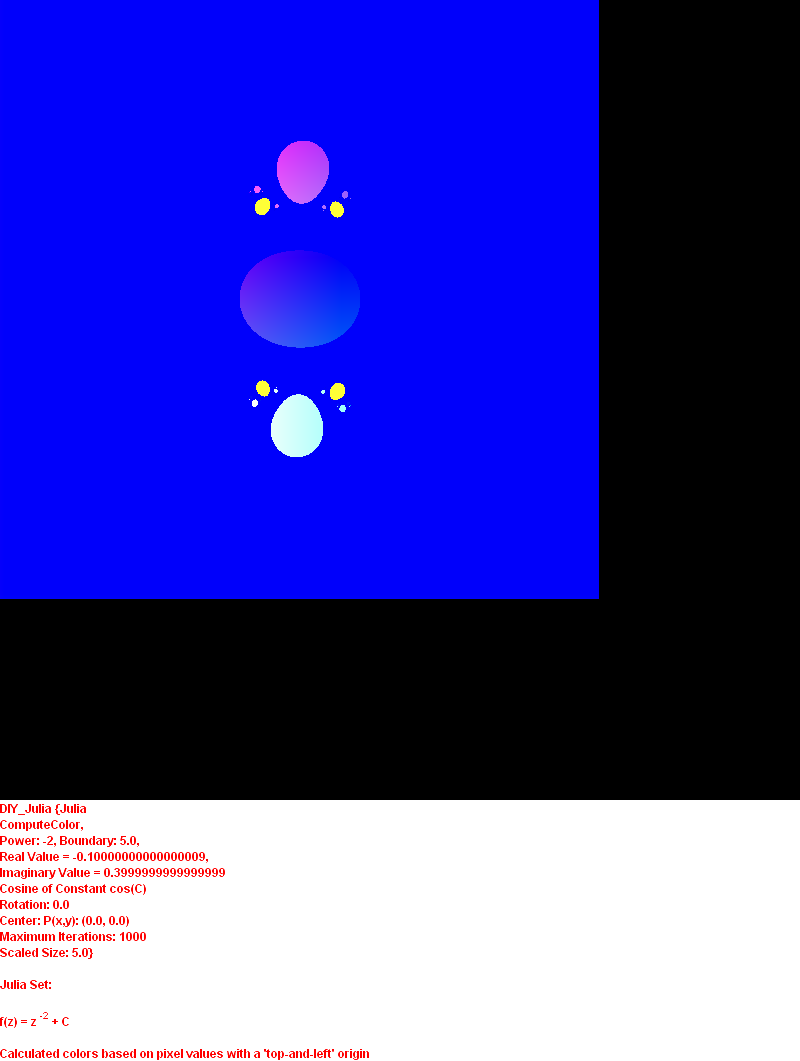 DIY_Julia {Julia
ComputeColor,
Power: -2, Boundary: 5.0,
Real Value = -0.10000000000000009,
Imaginary Value = 0.3999999999999999
Cosine of Constant cos(C)
Rotation: 0.0
Center: P(x,y): (0.0, 0.0)
Maximum Iterations: 1000
Scaled Size: 5.0}
Julia Set:
f(z) = z -2 + C
Calculated colors based on pixel values with a 'top-and-left' origin